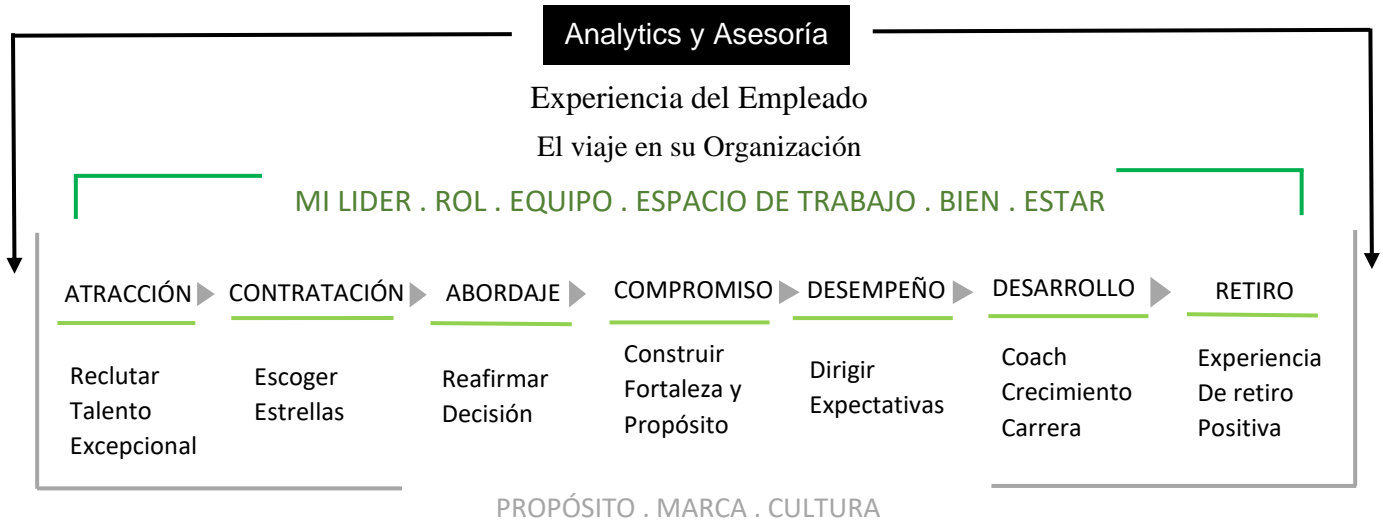 Analytics y Asesoría
Experiencia del Empleado
El viaje en su Organización
MI LIDER . ROL . EQUIPO . ESPACIO DE TRABAJO . BIEN . ESTAR
ATRACCIÓN
Reclutar
Talento
Excepcional
CONTRATACIÓN
Escoger
Estrellas
ABORDAJE
Reafirmar
Decisión
COMPROMISO
Construir
Fortaleza y
Propósito
DESEMPEÑO
Dirigir
Expectativas
DESARROLLO
Coach
Crecimiento
Carrera
RETIRO
Experiencia
De retiro
Positiva
PROPÓSITO . MARCA . CULTURA